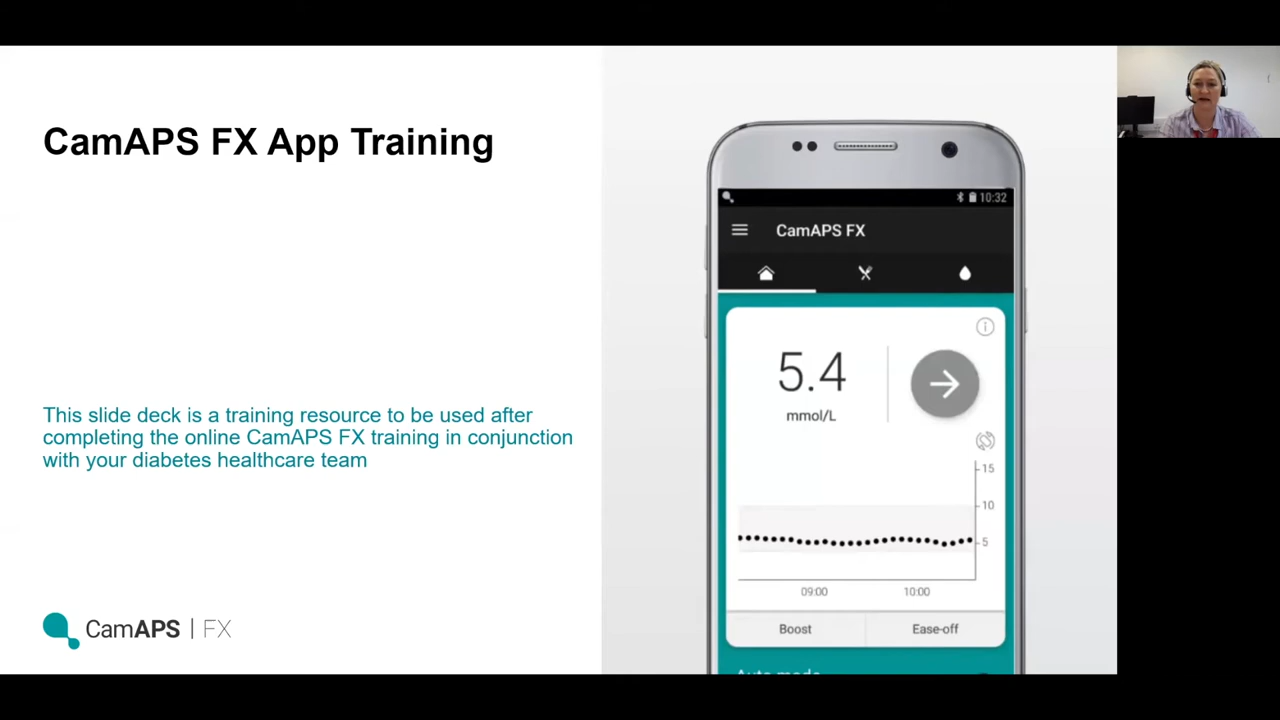 CamAPS FX App Training
This slide deck is a training resource to be used after
completing the online CamAPS FX training in conjunction
with your diabetes healthcare team
CamAPS | FX
10:32
CamAPS FX
5.4
mmol/L
15
10
5
09:00 10:00
Boost Ease-off
Auto mode